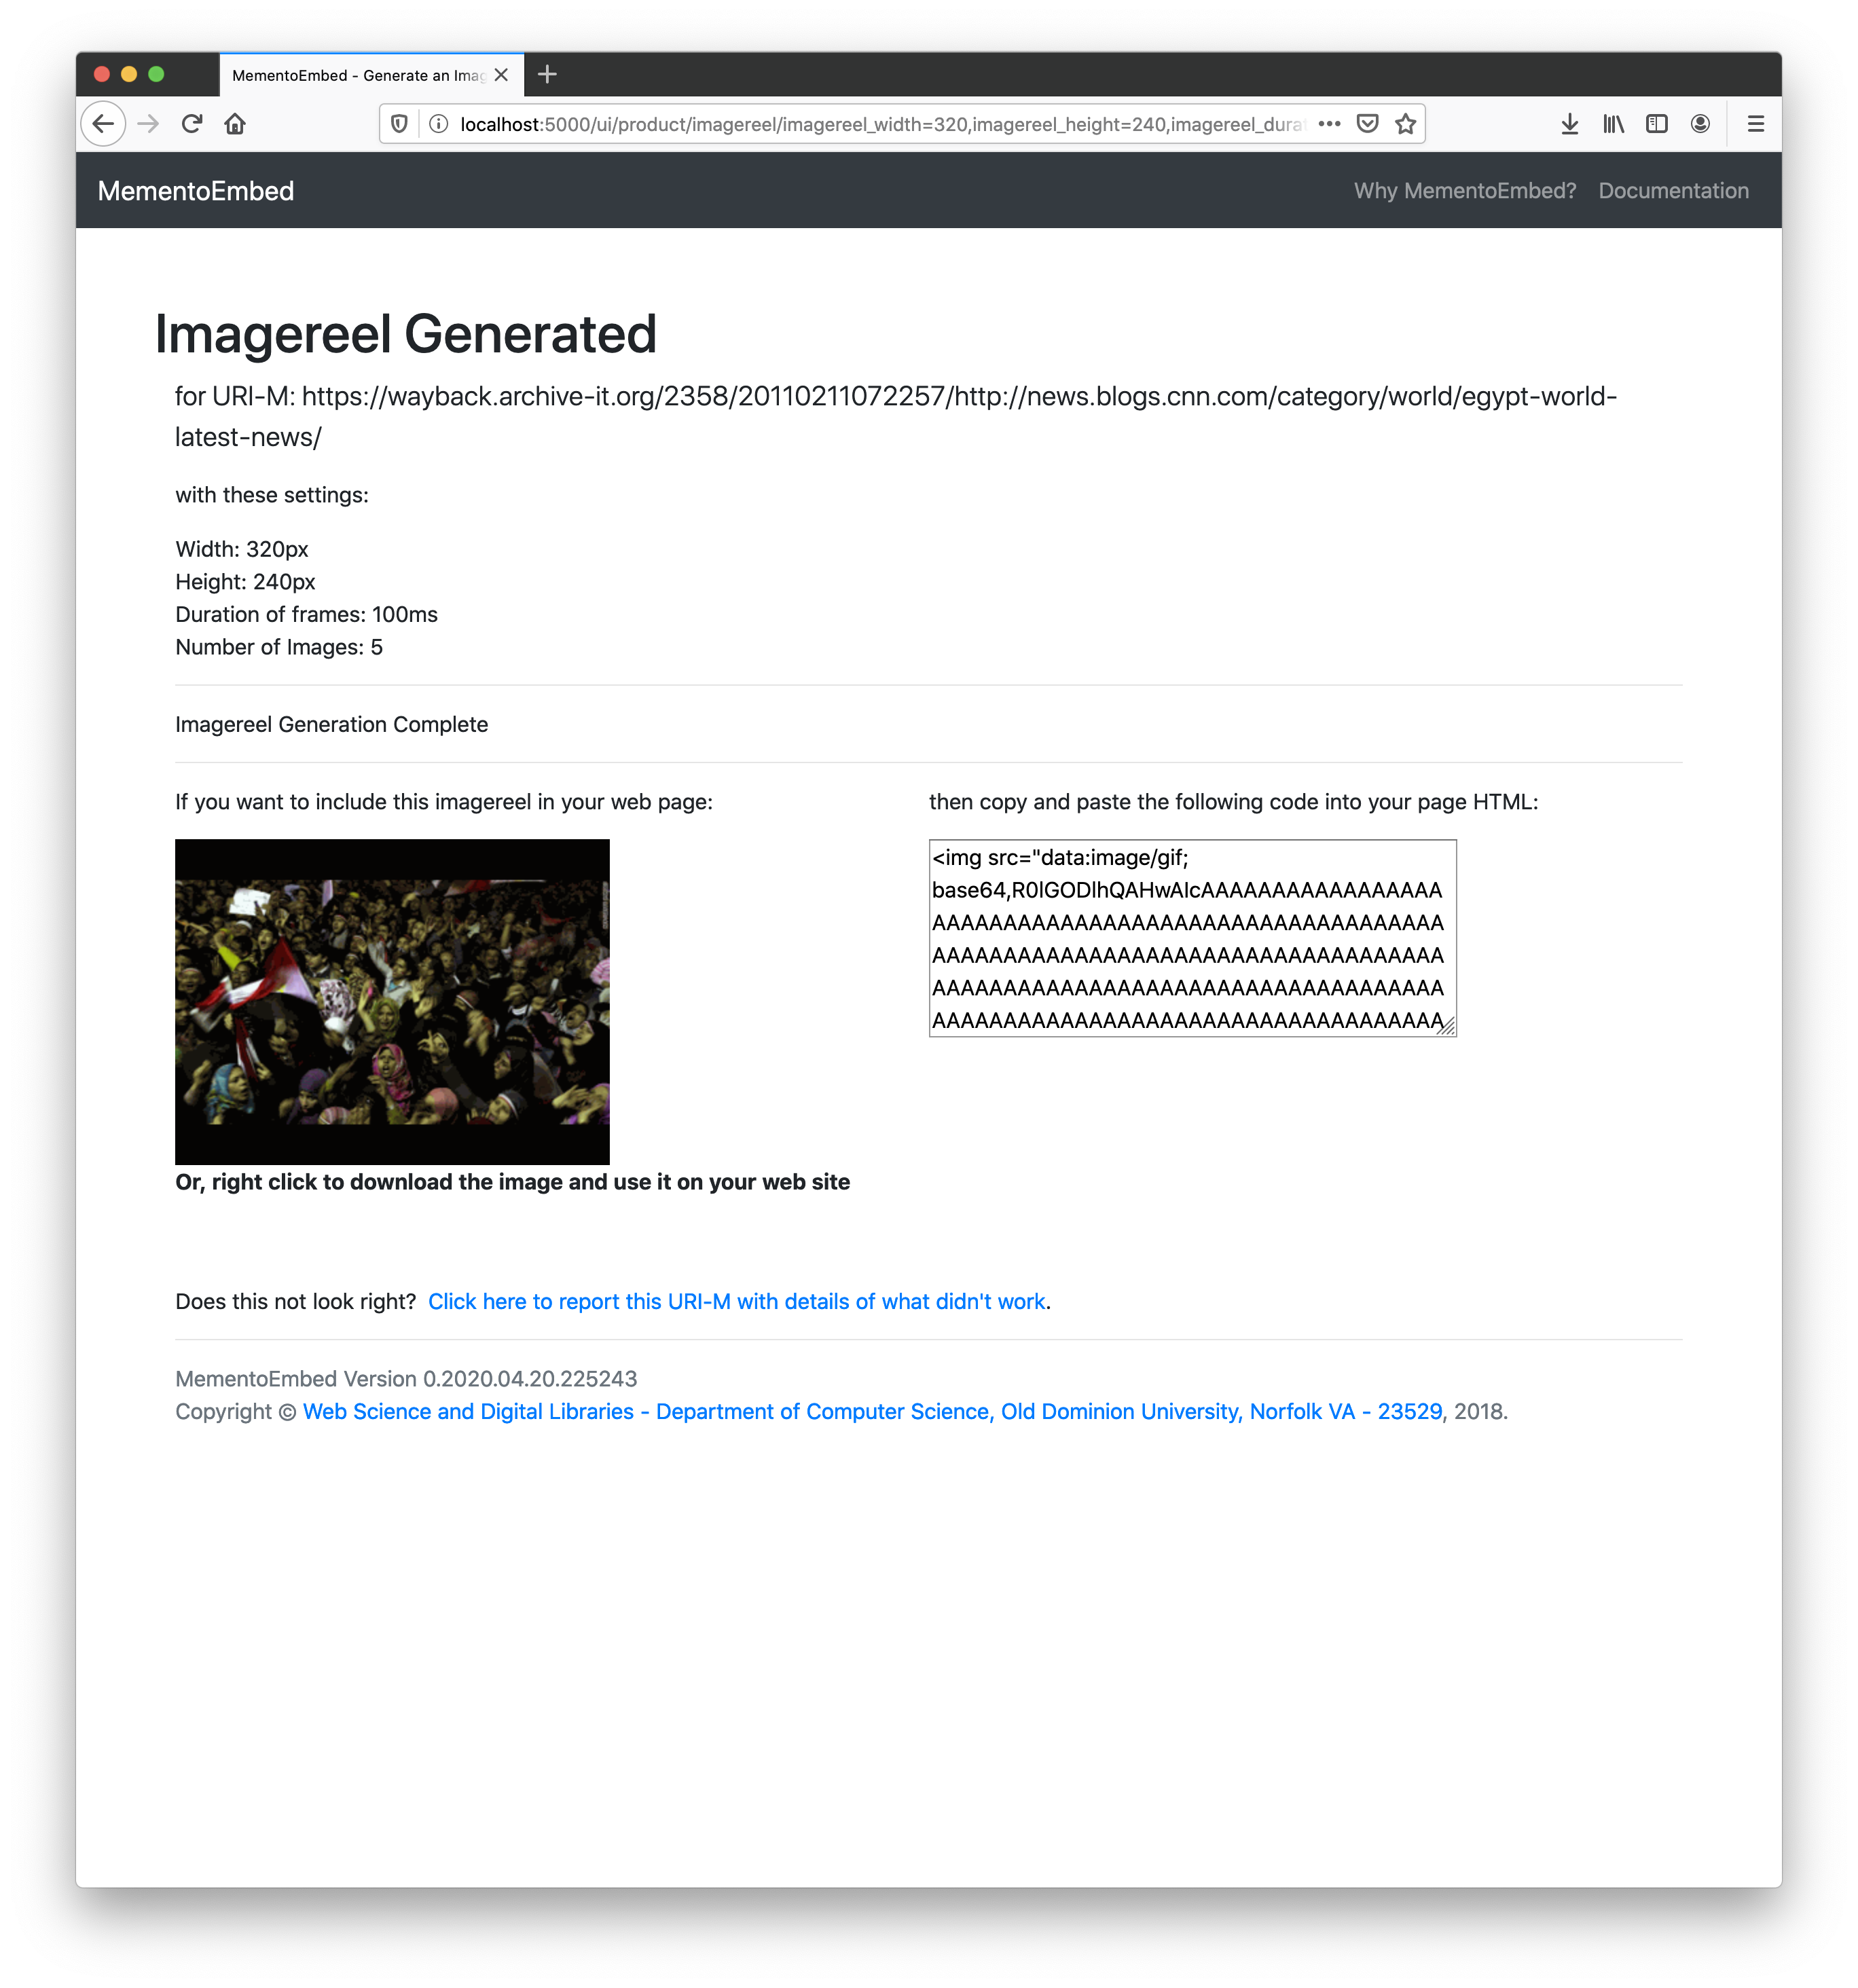 MementoEmbed - Generate an Imag
localhost:5000/ui/product/imagereel/imagereel_width=320,imagereel_height=240,imagereel_durat
MementoEmbed
Why MementoEmbed? Documentation
Imagereel Generated
for URI-M: https://wayback.archive-it.org/2358/20110211072257/http://news.blogs.cnn.com/category/world/egypt-world-
latest-news/
with these settings:
Width: 320px
Height: 240px
Duration of frames: 100ms
Number of Images: 5
Imagereel Generation Complete
If you want to include this imagereel in your web page:
then copy and paste the following code into your page HTML:
<img src="data:image/gif;
base64,R0lGODlhQAHwAIcAAAAAAAAAAAAAAAAA
AAAAAAAAAAAAAAAAAAAAAAAAAAAAAAAAAAAA
AAAAAAAAAAAAAAAAAAAAAAAAAAAAAAAAAAAA
AAAAAAAAAAAAAAAAAAAAAAAAAAAAAAAAAAAA
AAAAAAAAAAAAAAAAAAAAAAAAAAAAAAAAAAAA
Or, right click to download the image and use it on your web site
Does this not look right? Click here to report this URI-M with details of what didn't work.
MementoEmbed Version 0.2020.04.20.225243
Copyright © Web Science and Digital Libraries - Department of Computer Science, Old Dominion University, Norfolk VA - 23529, 2018.